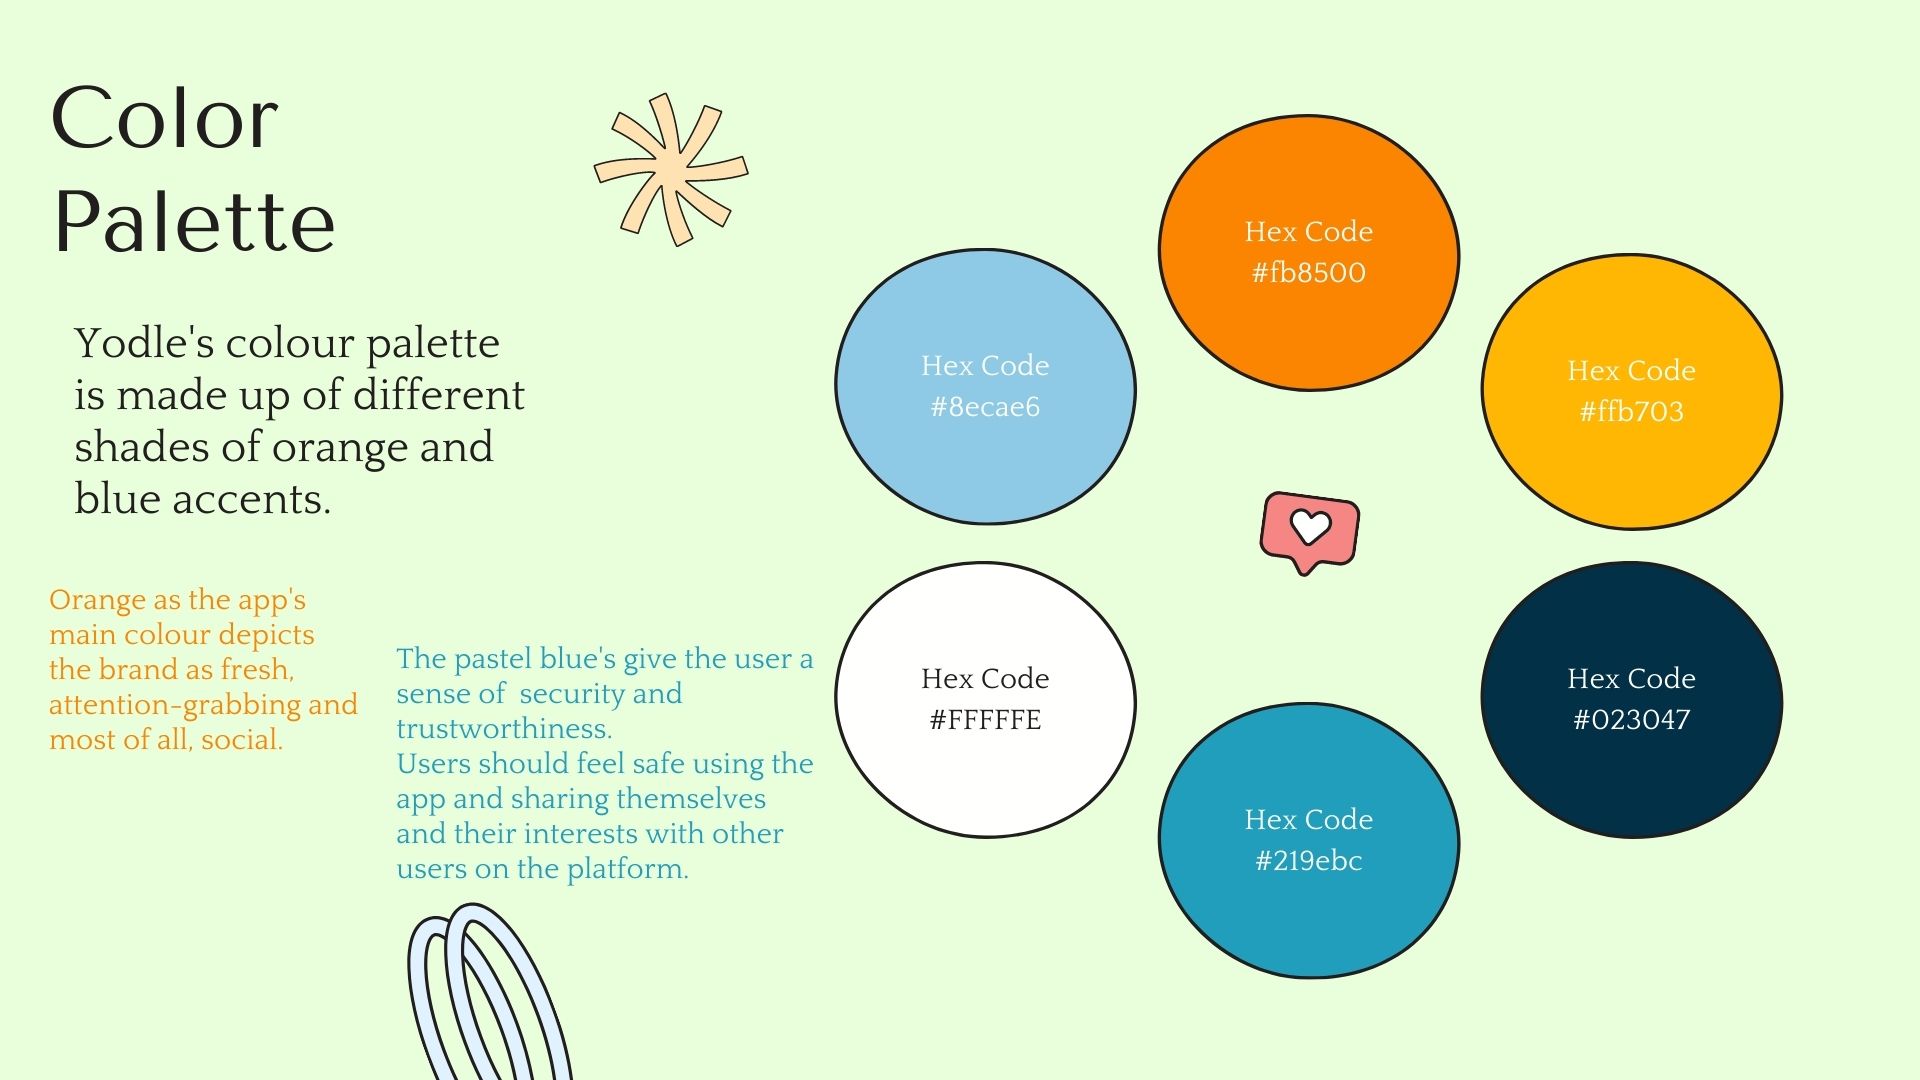 Color
Palette
Yodle's colour palette
is made up of different
shades of orange and
blue accents.
Orange as the app's
main colour depicts
the brand as fresh,
attention-grabbing and
most of all, social.
The pastel blue's give the user a
sense of  security and
trustworthiness.
Users should feel safe using the
app and sharing themselves
and their interests with other
users on the platform.
Hex Code
#fb8500
Hex Code
#8ecae6
Hex Code
#ffb703
Hex Code
#FFFFFE
Hex Code
#023047
Hex Code
#219ebc